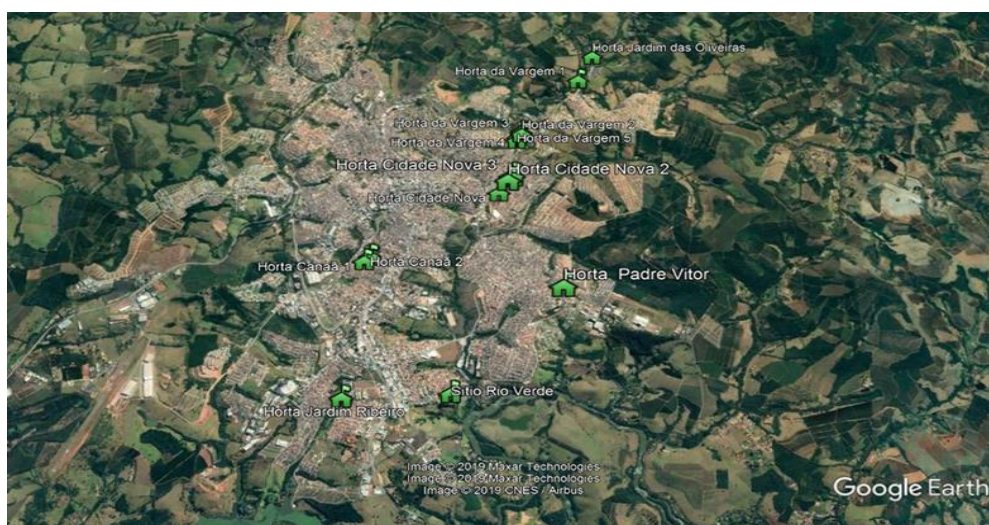 Horta Jardim das Oliveiras
Horta da Vargem 1
Horta da Vargem 3
Horta da Vargem 2
Horta da Vargem 4
Horta da Vargem 5
Horta Cidade Nova 3
Horta Cidade Nova 2
Horta Cidade Nova
Horta Canaã 1
Horta Canaã 2
Horta Padre Vitor
Sitio Rio Verde
Horta Jardim Ribeiro
Image © 2019 Maxar Technologies
Image © 2019 Maxar Technologies
Image © 2019 CNES / Airbus
Google Earth